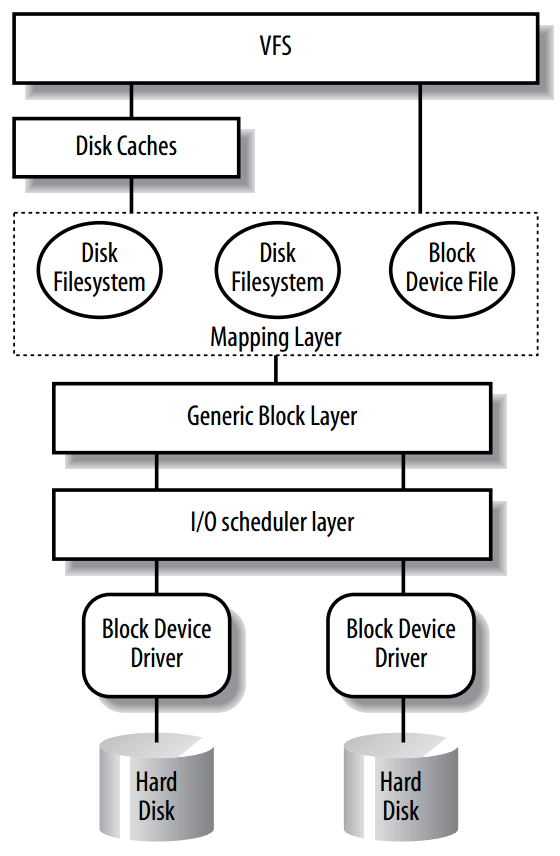 VFS
Disk Caches
Disk
Filesystem
Disk
Filesystem
Block
Device File
Mapping Layer
Generic Block Layer
I/O scheduler layer
Block Device
Driver
Block Device
Driver
Hard
Disk
Hard
Disk